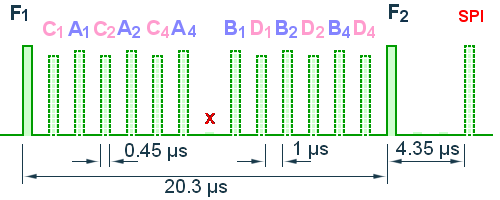 F1 F2 SPI
C1 A1 C2 A2 C4 A4 B1 D1 B2 D2 B4 D4
x
0.45 µs 1 µs 4.35 µs
20.3 µs